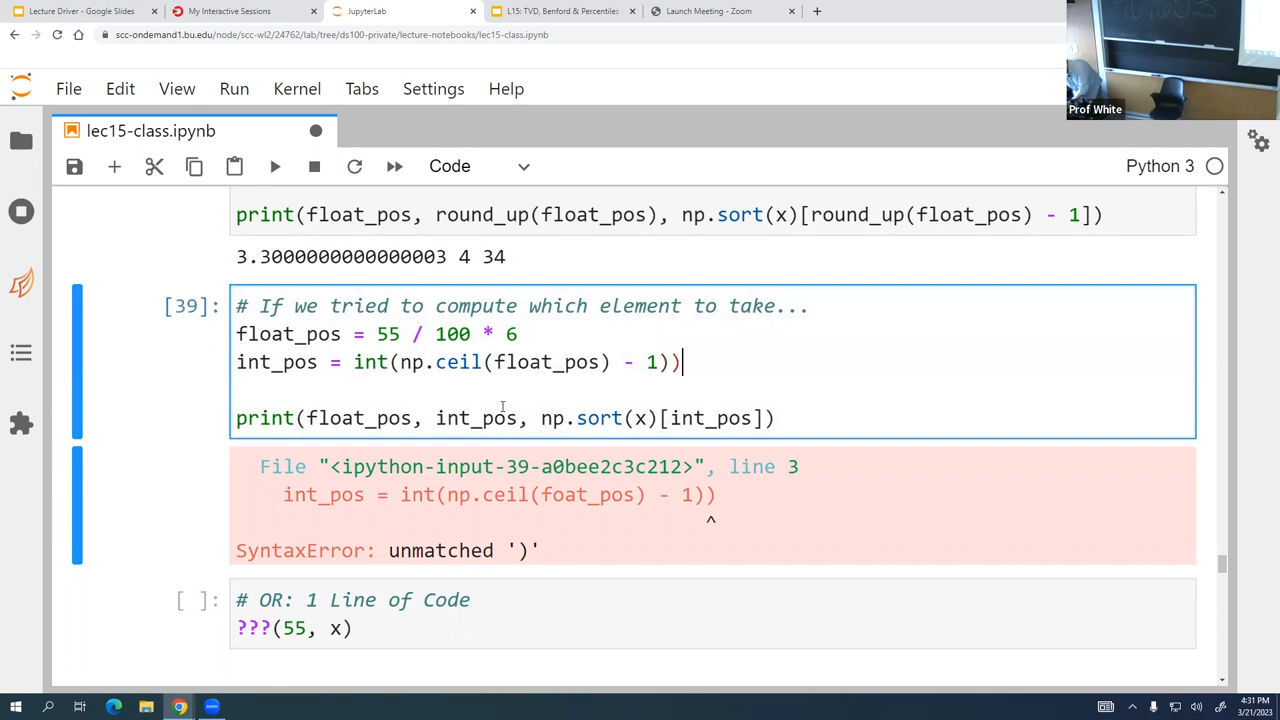 Lecture Driver - Google Slides
My Interactive Sessions
JupyterLab
L15: TVD, Benford & Percentiles
Launch Meeting - Zoom
scc-ondemand1.bu.edu/node/scc-wl2/24762/lab/tree/ds100-private/lecture-notebooks/lec15-class.ipynb
Prof White
File Edit View Run Kernel Tabs Settings Help
lec15-class.ipynb
Code
Python 3
print(float_pos, round_up(float_pos), np.sort(x)[round_up(float_pos) - 1])
3.3000000000000003 4 34
[39]:
# If we tried to compute which element to take...
float_pos = 55 / 100 * 6
int_pos = int(np.ceil(float_pos) - 1))
print(float_pos, int_pos, np.sort(x)[int_pos])
File "<ipython-input-39-a0bee2c3c212>", line 3
int_pos = int(np.ceil(foat_pos) - 1))
^
SyntaxError: unmatched ')'
[ ]:
# OR: 1 Line of Code
???(55, x)
4:31 PM
3/21/2023